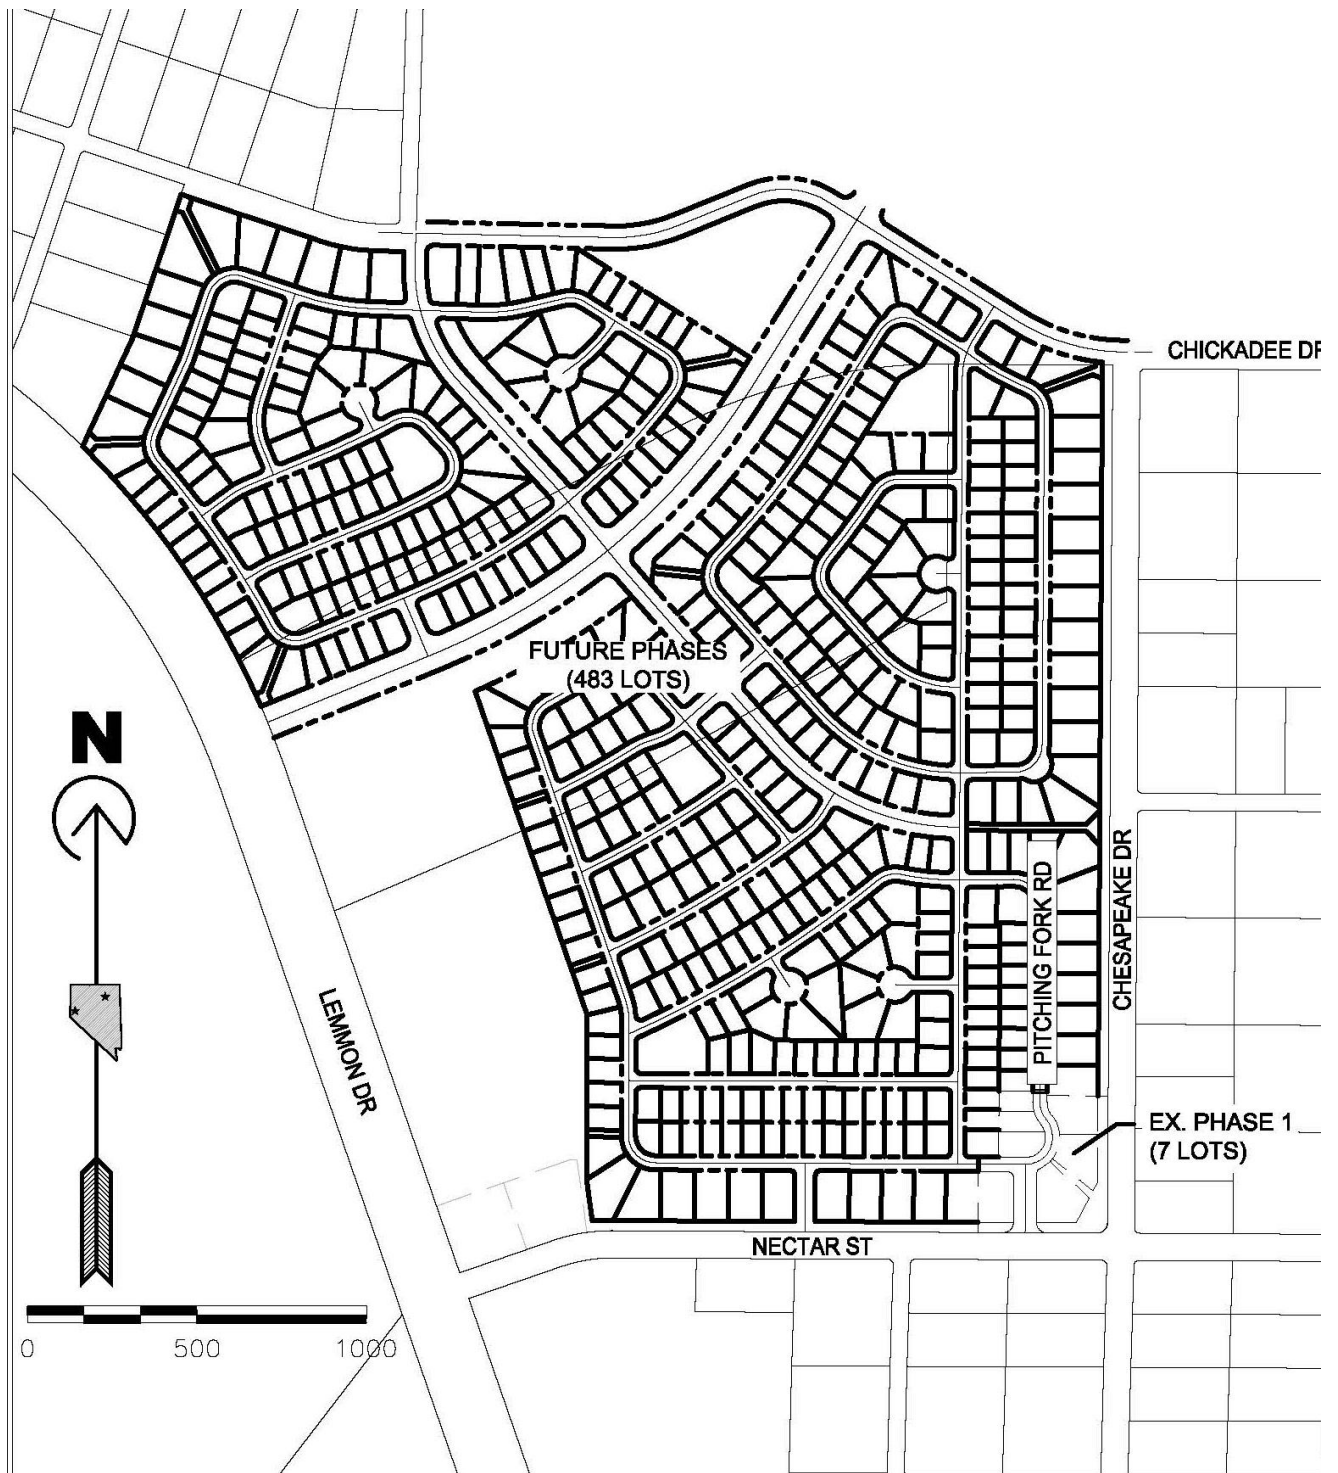 CHICKADEE DR
FUTURE PHASES
(483 LOTS)
N
PITCHING FORK RD
CHESAPEAKE DR
LEMMON DR
EX. PHASE 1
(7 LOTS)
NECTAR ST
0 500 1000